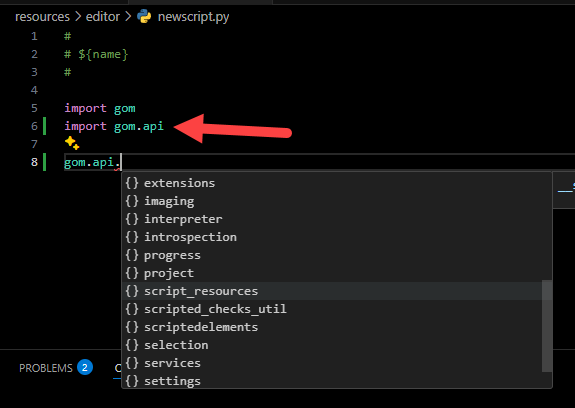 resources > editor > newscript.py
1 #
2 # ${name}
3 #
4
5 import gom
6 import gom.api
7
8 gom.api.
{} extensions
{} imaging
{} interpreter
{} introspection
{} progress
{} project
{} script_resources
{} scripted_checks_util
{} scriptedelements
{} selection
{} services
{} settings
PROBLEMS 2